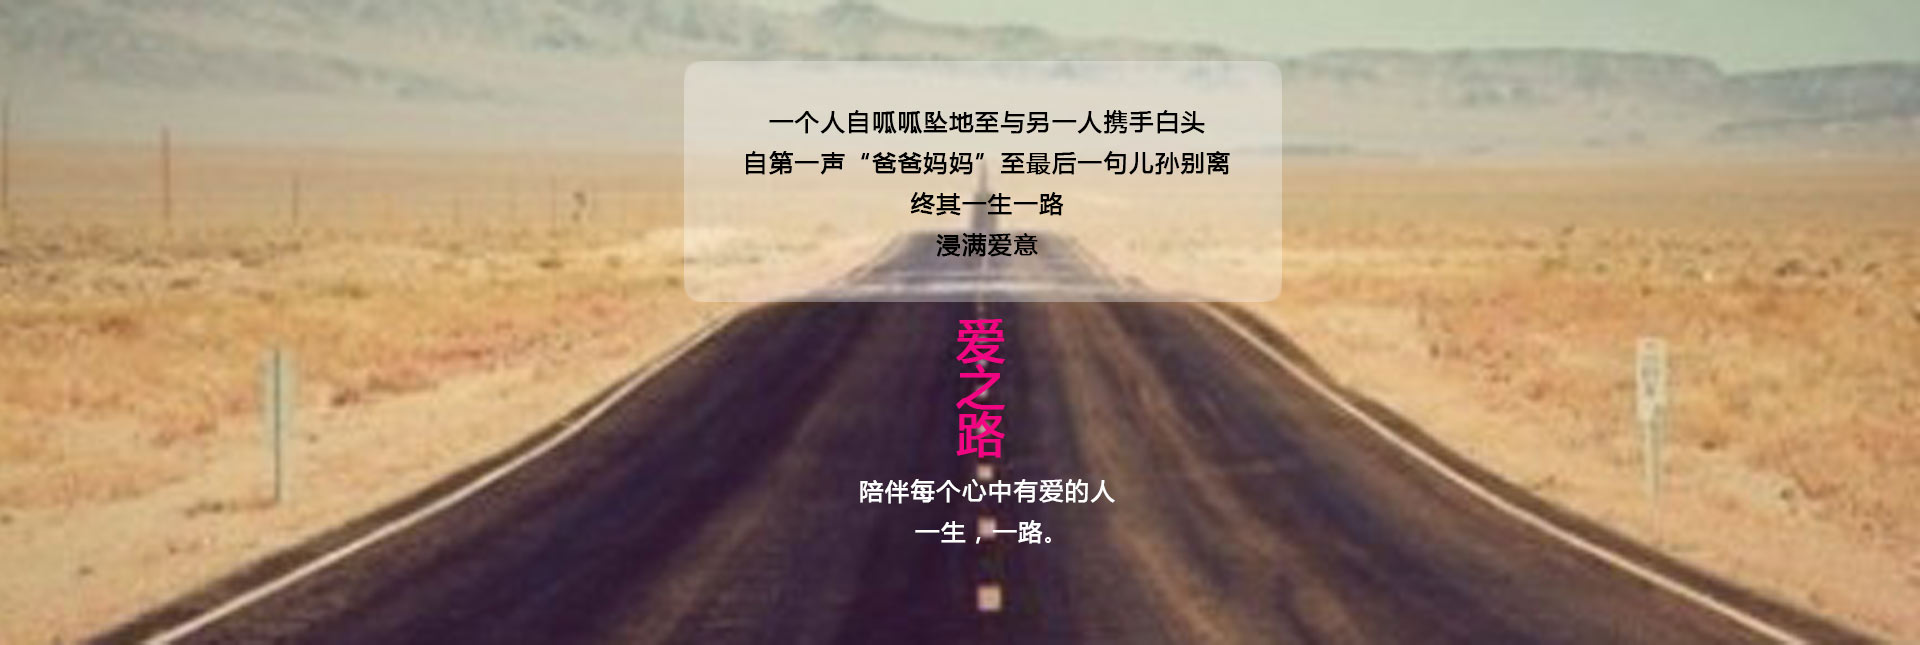 一个人自呱呱坠地至与另一人携手白头
自第一声“爸爸妈妈”至最后一句儿孙别离
终其一生一路
浸满爱意
爱之路
陪伴每个心中有爱的人
一生，一路。